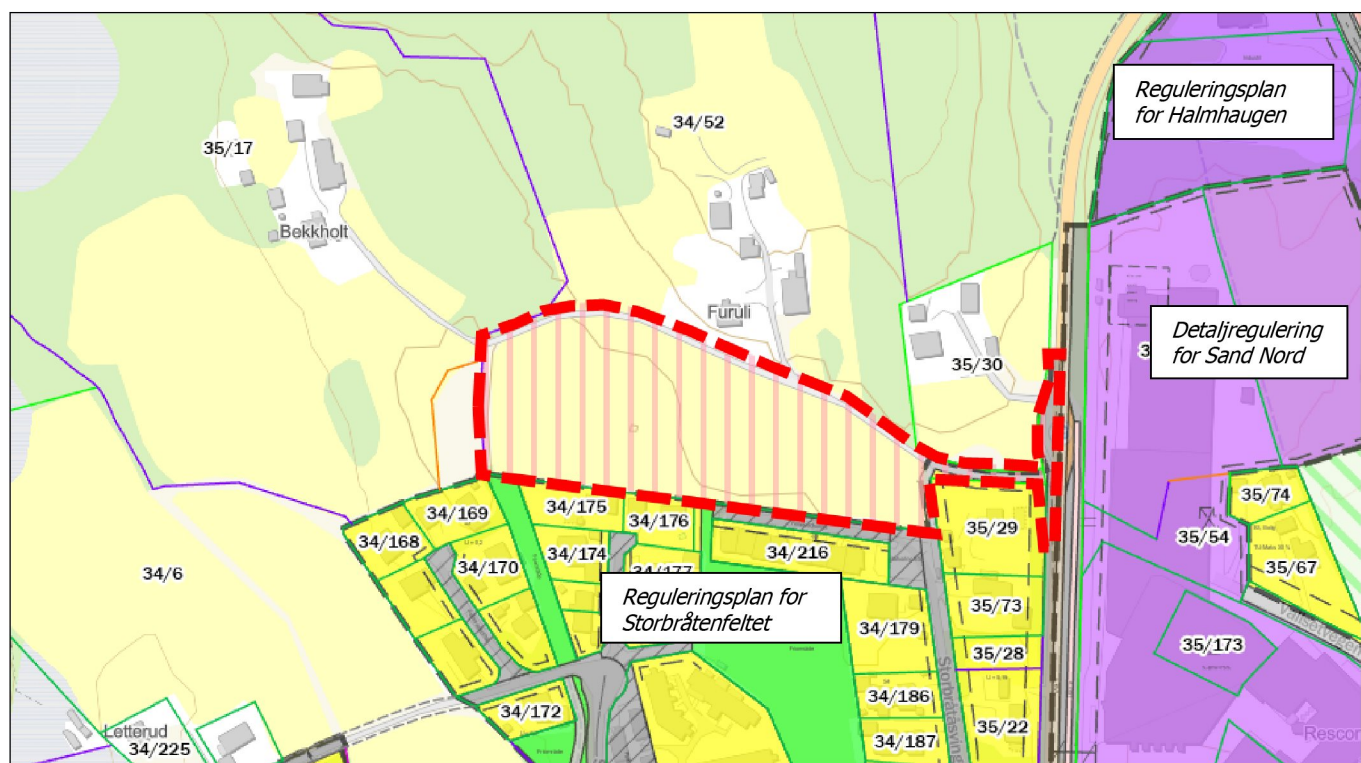 Reguleringsplan
for Halmhaugen
34/52
35/17
Bekkholt
Furuli
Detaljregulering
for Sand Nord
35/30
34/169
34/175
34/176
35/29
35/74
34/168
34/216
35/54
34/174
34/170
34/177
35/67
34/6
Reguleringsplan for
Storbråtenfeltet
35/73
34/179
35/173
35/28
34/186
34/172
35/22
Letterud
34/225
34/187